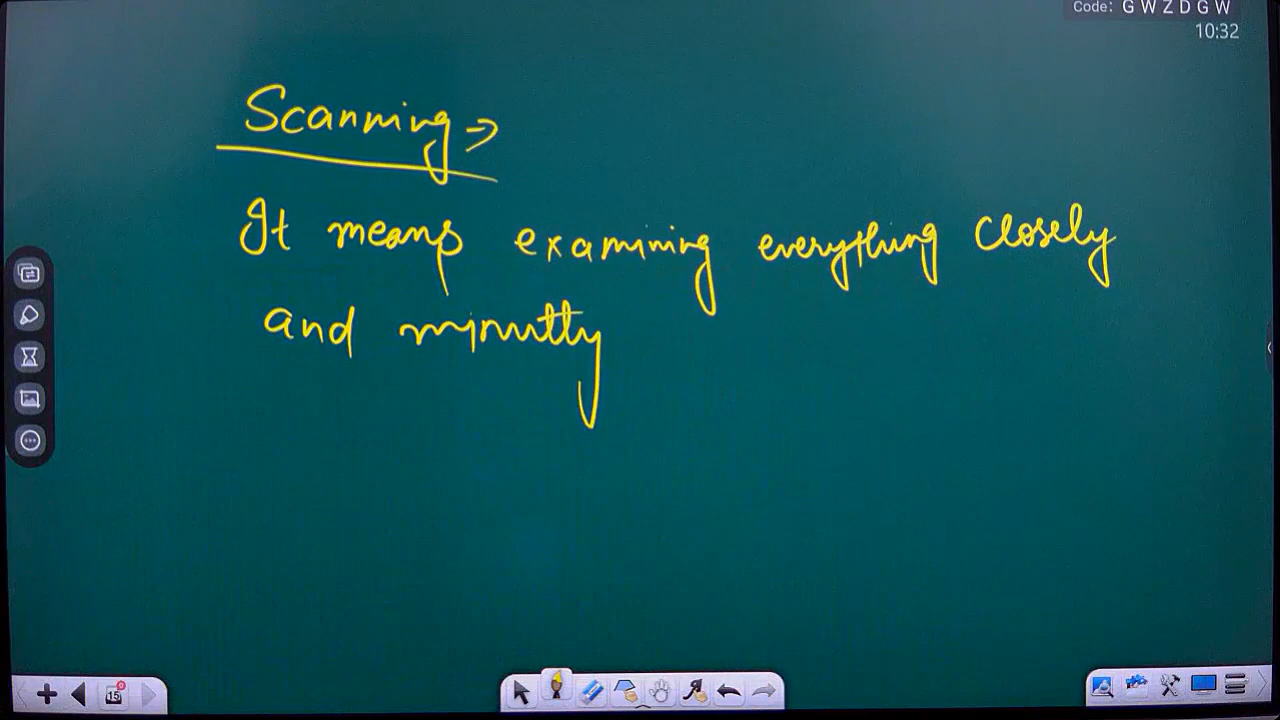 Code: G W Z D G W
10:32
Scanning →
It means examining everything closely
and minutly
15